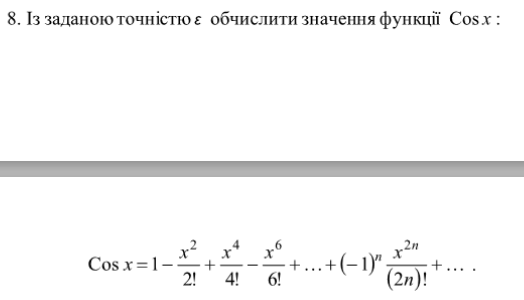 8. Із заданою точністю ε обчислити значення функції Cos x :
Cos x = 1 − x²/2! + x⁴/4! − x⁶/6! + … + (−1)ⁿ x²ⁿ/(2n)! + … .